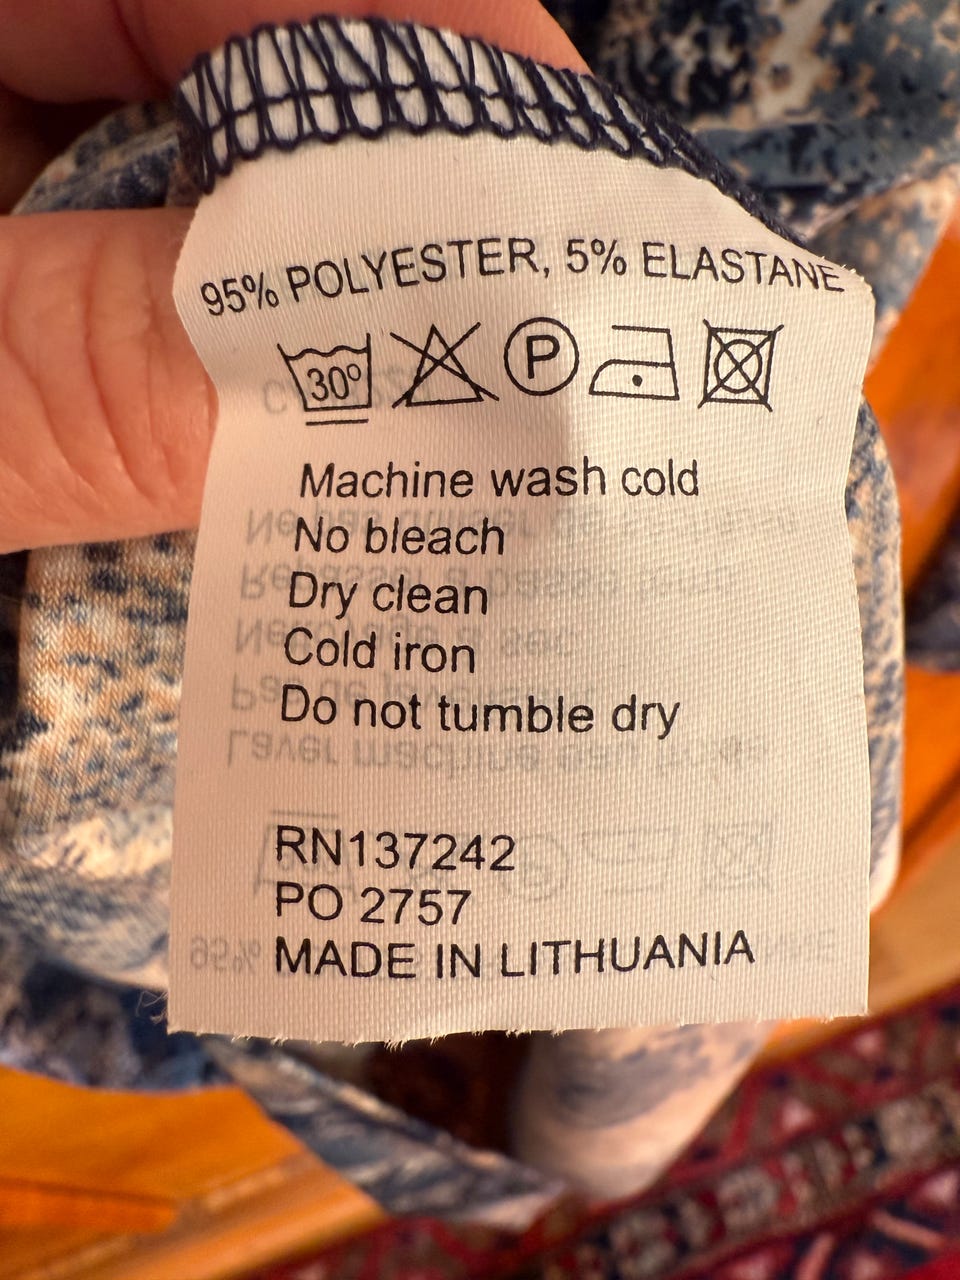 95% POLYESTER, 5% ELASTANE
30° P
Machine wash cold
No bleach
Dry clean
Cold iron
Do not tumble dry
RN137242
PO 2757
MADE IN LITHUANIA